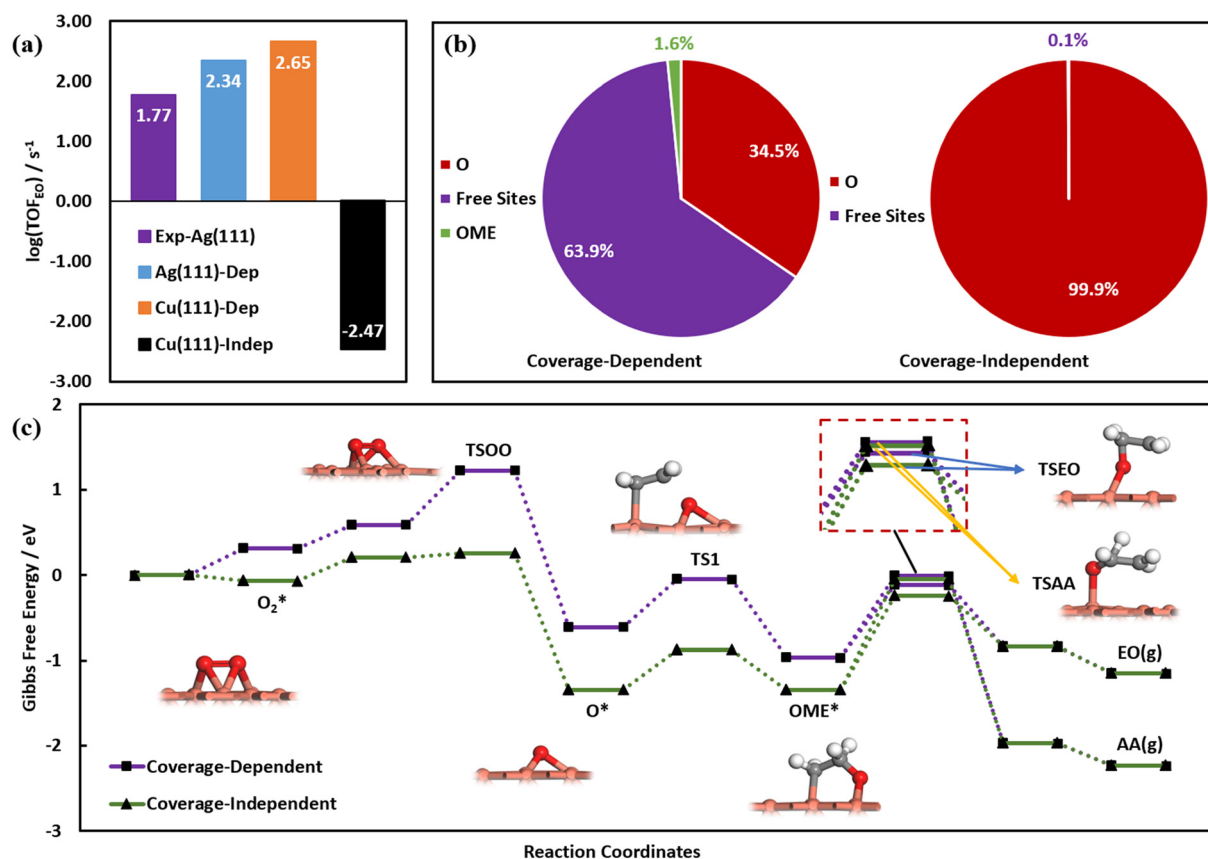 (a)
3.00
2.00
1.00
0.00
-1.00
-2.00
-3.00
log(TOFEO) / s-1
1.77
2.34
2.65
-2.47
Exp-Ag(111)
Ag(111)-Dep
Cu(111)-Dep
Cu(111)-Indep
(b)
1.6%
34.5%
63.9%
O
Free Sites
OME
Coverage-Dependent
0.1%
99.9%
O
Free Sites
Coverage-Independent
(c)
2
1
0
-1
-2
-3
Gibbs Free Energy / eV
O2*
TSOO
O*
TS1
OME*
TSEO
TSAA
EO(g)
AA(g)
Coverage-Dependent
Coverage-Independent
Reaction Coordinates